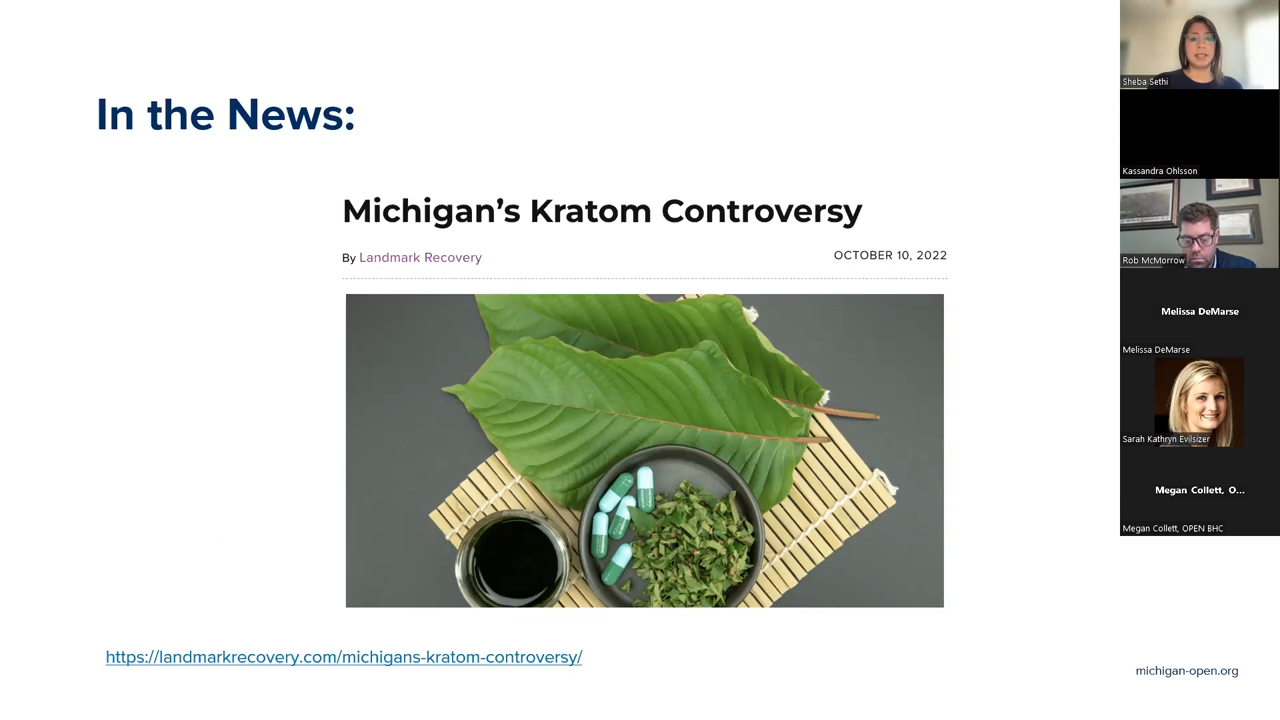 In the News:
Michigan's Kratom Controversy
By Landmark Recovery
OCTOBER 10, 2022
https://landmarkrecovery.com/michigans-kratom-controversy/
michigan-open.org
Sheba Sethi
Kassandra Ohlsson
Rob McMorrow
Melissa DeMarse
Melissa DeMarse
Sarah Kathryn Evilsizer
Megan Collett, O...
Megan Collett, OPEN BHC